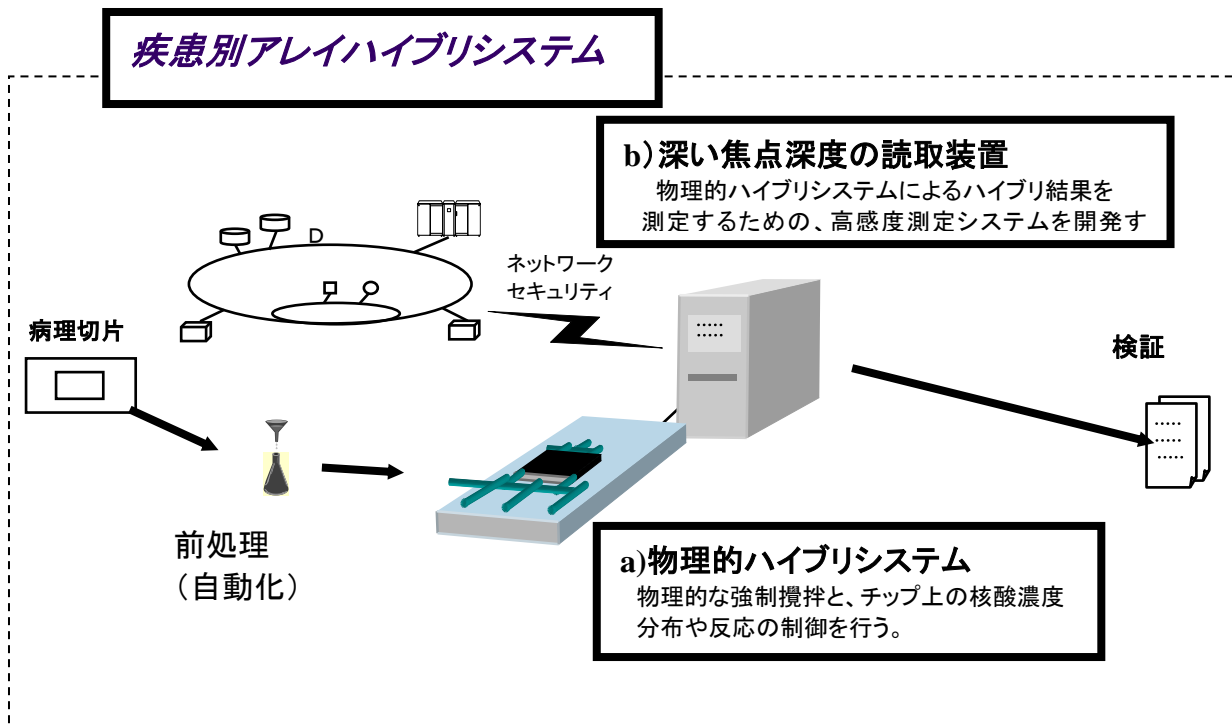 疾患別アレイハイブリシステム
b)深い焦点深度の読取装置
物理的ハイブリシステムによるハイブリ結果を
測定するための、高感度測定システムを開発す
D
ネットワーク
セキュリティ
病理切片
検証
前処理
(自動化)
a)物理的ハイブリシステム
物理的な強制攪拌と、チップ上の核酸濃度
分布や反応の制御を行う。